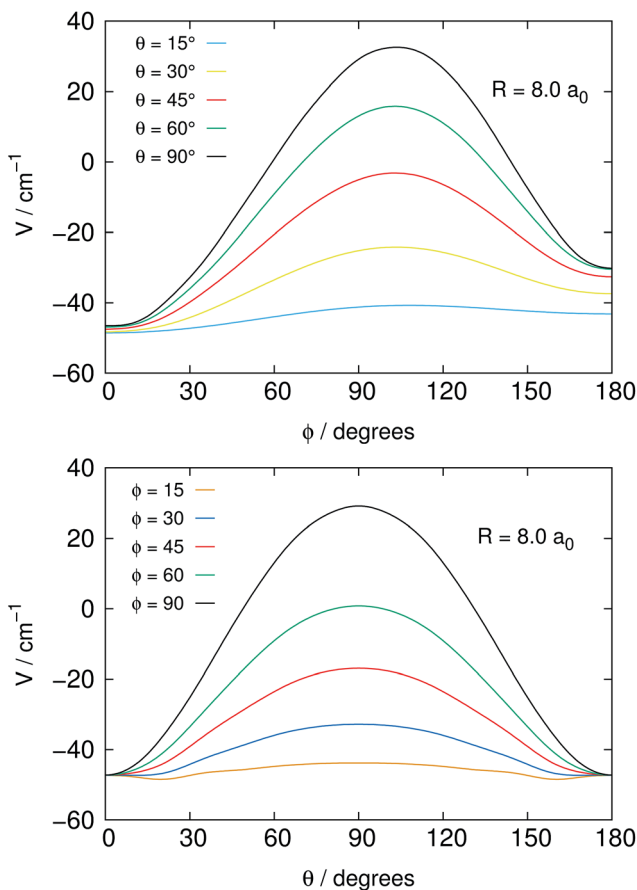 40
20
0
−20
−40
−60
V / cm⁻¹
θ = 15°
θ = 30°
θ = 45°
θ = 60°
θ = 90°
R = 8.0 a₀
0 30 60 90 120 150 180
ϕ / degrees
40
20
0
−20
−40
−60
V / cm⁻¹
ϕ = 15
ϕ = 30
ϕ = 45
ϕ = 60
ϕ = 90
R = 8.0 a₀
0 30 60 90 120 150 180
θ / degrees